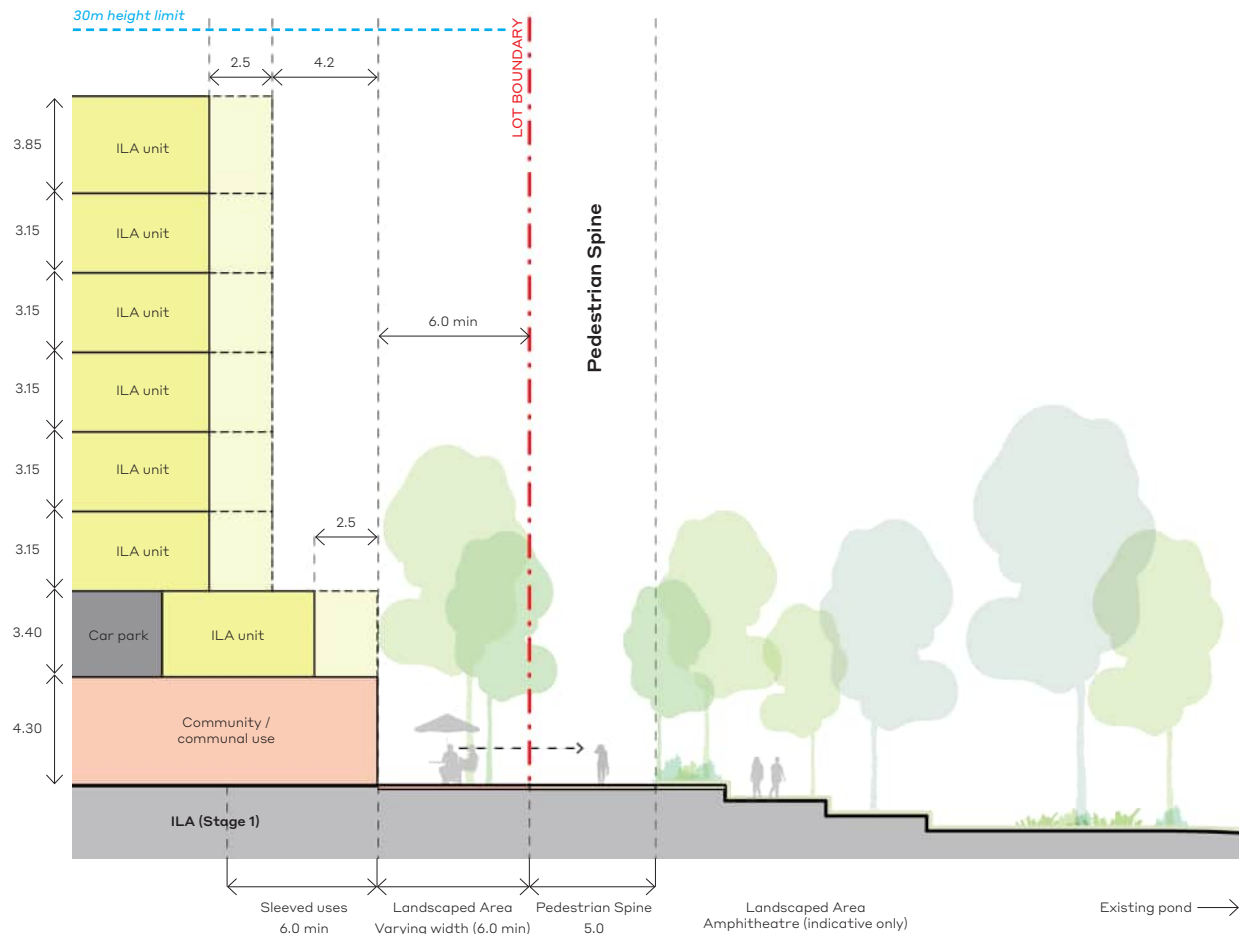 30m height limit
LOT BOUNDARY
2.5
4.2
3.85
ILA unit
Pedestrian Spine
3.15
ILA unit
3.15
ILA unit
6.0 min
3.15
ILA unit
3.15
ILA unit
2.5
3.15
ILA unit
3.40
Car park
ILA unit
4.30
Community /
communal use
ILA (Stage 1)
Sleeved uses
6.0 min
Landscaped Area
Varying width (6.0 min)
Pedestrian Spine
5.0
Landscaped Area
Amphitheatre (indicative only)
Existing pond